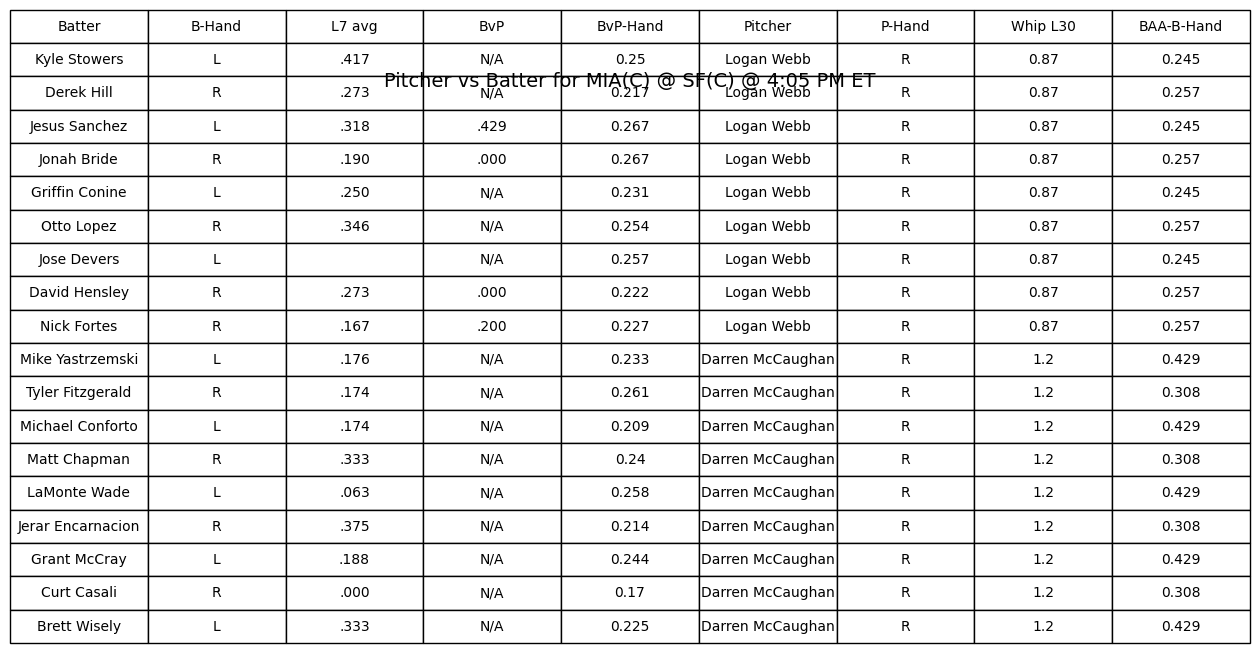 Batter B-Hand L7 avg BvP BvP-Hand Pitcher P-Hand Whip L30 BAA-B-Hand
Kyle Stowers L .417 N/A 0.25 Logan Webb R 0.87 0.245
Pitcher vs Batter for MIA(C) @ SF(C) @ 4:05 PM ET
Derek Hill R .273 N/A 0.217 Logan Webb R 0.87 0.257
Jesus Sanchez L .318 .429 0.267 Logan Webb R 0.87 0.245
Jonah Bride R .190 .000 0.267 Logan Webb R 0.87 0.257
Griffin Conine L .250 N/A 0.231 Logan Webb R 0.87 0.245
Otto Lopez R .346 N/A 0.254 Logan Webb R 0.87 0.257
Jose Devers L N/A 0.257 Logan Webb R 0.87 0.245
David Hensley R .273 .000 0.222 Logan Webb R 0.87 0.257
Nick Fortes R .167 .200 0.227 Logan Webb R 0.87 0.257
Mike Yastrzemski L .176 N/A 0.233 Darren McCaughan R 1.2 0.429
Tyler Fitzgerald R .174 N/A 0.261 Darren McCaughan R 1.2 0.308
Michael Conforto L .174 N/A 0.209 Darren McCaughan R 1.2 0.429
Matt Chapman R .333 N/A 0.24 Darren McCaughan R 1.2 0.308
LaMonte Wade L .063 N/A 0.258 Darren McCaughan R 1.2 0.429
Jerar Encarnacion R .375 N/A 0.214 Darren McCaughan R 1.2 0.308
Grant McCray L .188 N/A 0.244 Darren McCaughan R 1.2 0.429
Curt Casali R .000 N/A 0.17 Darren McCaughan R 1.2 0.308
Brett Wisely L .333 N/A 0.225 Darren McCaughan R 1.2 0.429